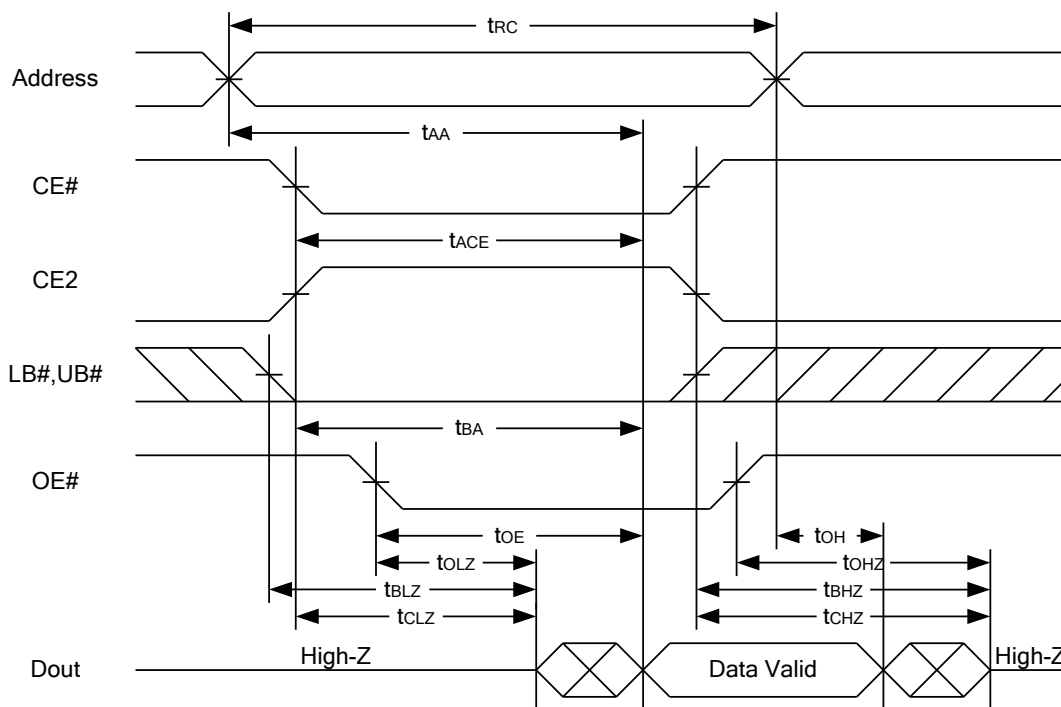 tRC
Address
tAA
CE#
tACE
CE2
LB#,UB#
tBA
OE#
tOE
tOH
tOLZ
tOHZ
tBLZ
tBHZ
tCLZ
tCHZ
Dout
High-Z
Data Valid
High-Z